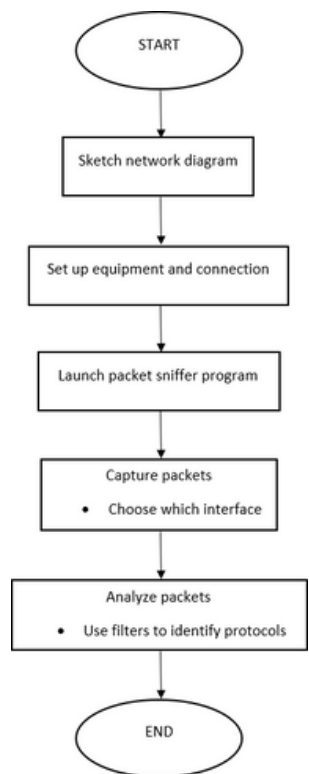 START
Sketch network diagram
Set up equipment and connection
Launch packet sniffer program
Capture packets
• Choose which interface
Analyze packets
• Use filters to identify protocols
END